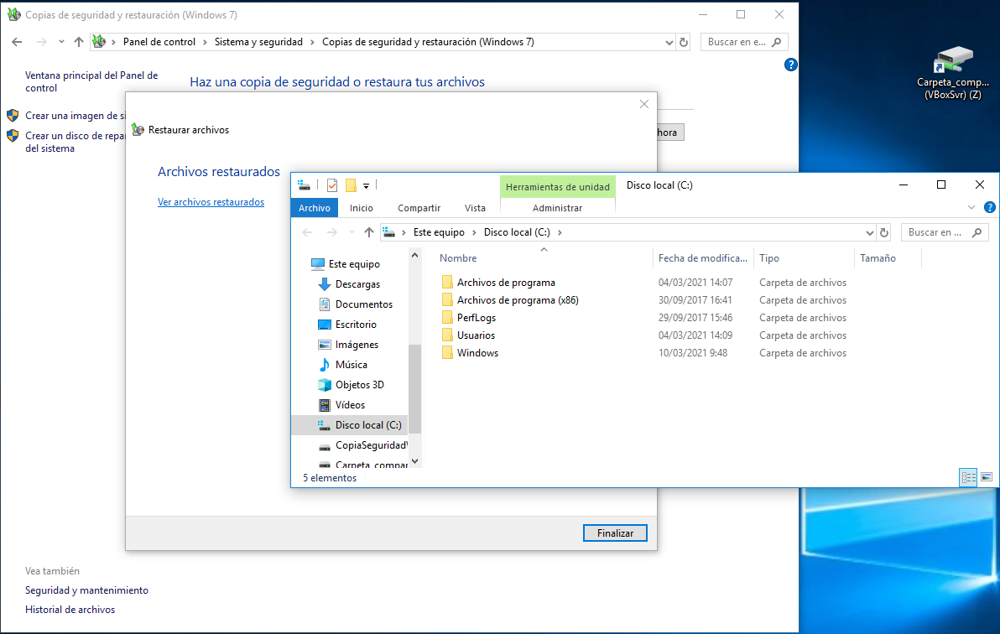 Copias de seguridad y restauración (Windows 7)
Panel de control > Sistema y seguridad > Copias de seguridad y restauración (Windows 7)
Buscar en e...
Ventana principal del Panel de
control
Crear una imagen de si
Crear un disco de repa
del sistema
Haz una copia de seguridad o restaura tus archivos
hora
?
Carpeta_comp...
(VBoxSvr) (Z)
Restaurar archivos
Archivos restaurados
Ver archivos restaurados
Herramientas de unidad
Disco local (C:)
Archivo Inicio Compartir Vista Administrar
?
Este equipo > Disco local (C:) >
Buscar en ...
Este equipo
Descargas
Documentos
Escritorio
Imágenes
Música
Objetos 3D
Vídeos
Disco local (C:)
CopiaSeguridad
Carpeta_compar
Nombre Fecha de modifica... Tipo Tamaño
Archivos de programa 04/03/2021 14:07 Carpeta de archivos
Archivos de programa (x86) 30/09/2017 16:41 Carpeta de archivos
PerfLogs 29/09/2017 15:46 Carpeta de archivos
Usuarios 04/03/2021 14:09 Carpeta de archivos
Windows 10/03/2021 9:48 Carpeta de archivos
5 elementos
Finalizar
Vea también
Seguridad y mantenimiento
Historial de archivos